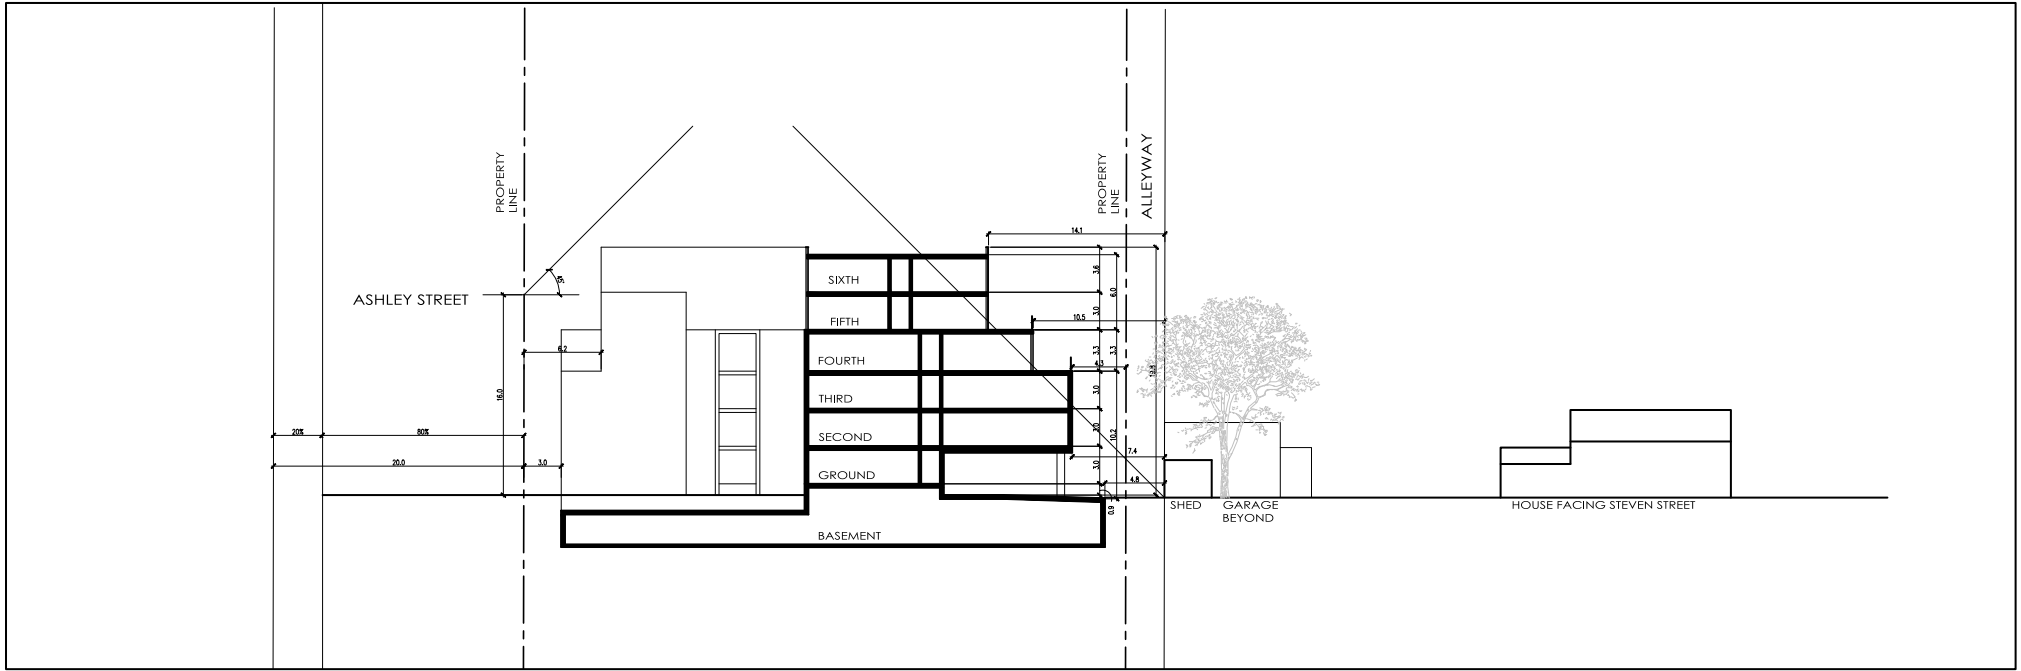 PROPERTY
LINE
ASHLEY STREET
45°
6.2
16.0
20%
80%
20.0
3.0
SIXTH
FIFTH
FOURTH
THIRD
SECOND
GROUND
BASEMENT
PROPERTY
LINE
ALLEYWAY
14.1
3.6
6.0
3.0
10.5
3.3
3.3
4.3
3.0
3.0
10.2
7.4
3.0
4.8
0.9
SHED
GARAGE
BEYOND
HOUSE FACING STEVEN STREET